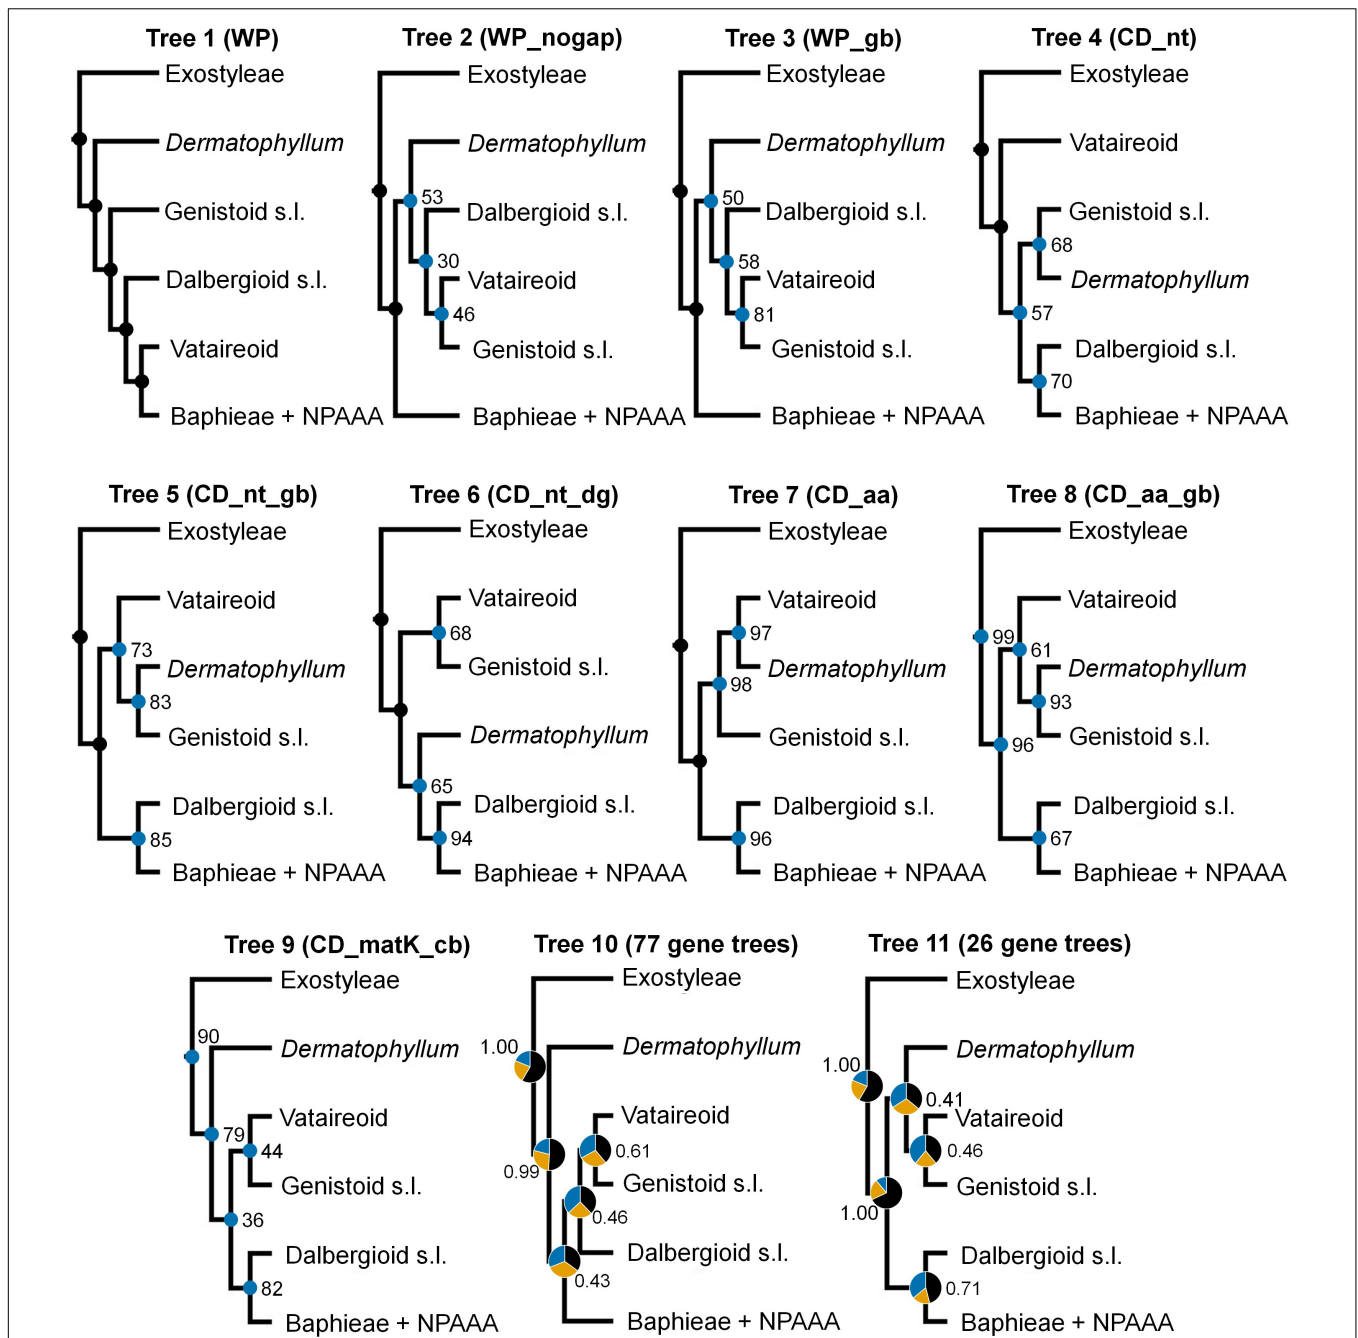 Tree 1 (WP)
Exostyleae
Dermatophyllum
Genistoid s.l.
Dalbergioid s.l.
Vataireoid
Baphieae + NPAAA
Tree 2 (WP_nogap)
Exostyleae
Dermatophyllum
53
Dalbergioid s.l.
30
Vataireoid
46
Genistoid s.l.
Baphieae + NPAAA
Tree 3 (WP_gb)
Exostyleae
Dermatophyllum
50
Dalbergioid s.l.
58
Vataireoid
81
Genistoid s.l.
Baphieae + NPAAA
Tree 4 (CD_nt)
Exostyleae
Vataireoid
Genistoid s.l.
68
Dermatophyllum
57
Dalbergioid s.l.
70
Baphieae + NPAAA
Tree 5 (CD_nt_gb)
Exostyleae
Vataireoid
73
Dermatophyllum
83
Genistoid s.l.
Dalbergioid s.l.
85
Baphieae + NPAAA
Tree 6 (CD_nt_dg)
Exostyleae
Vataireoid
68
Genistoid s.l.
Dermatophyllum
65
Dalbergioid s.l.
94
Baphieae + NPAAA
Tree 7 (CD_aa)
Exostyleae
Vataireoid
97
Dermatophyllum
98
Genistoid s.l.
Dalbergioid s.l.
96
Baphieae + NPAAA
Tree 8 (CD_aa_gb)
Exostyleae
Vataireoid
99
61
Dermatophyllum
93
Genistoid s.l.
96
Dalbergioid s.l.
67
Baphieae + NPAAA
Tree 9 (CD_matK_cb)
Exostyleae
90
Dermatophyllum
Vataireoid
79
44
Genistoid s.l.
36
Dalbergioid s.l.
82
Baphieae + NPAAA
Tree 10 (77 gene trees)
Exostyleae
1.00
Dermatophyllum
Vataireoid
0.61
0.99
Genistoid s.l.
0.46
Dalbergioid s.l.
0.43
Baphieae + NPAAA
Tree 11 (26 gene trees)
Exostyleae
Dermatophyllum
1.00
0.41
Vataireoid
0.46
Genistoid s.l.
1.00
Dalbergioid s.l.
0.71
Baphieae + NPAAA